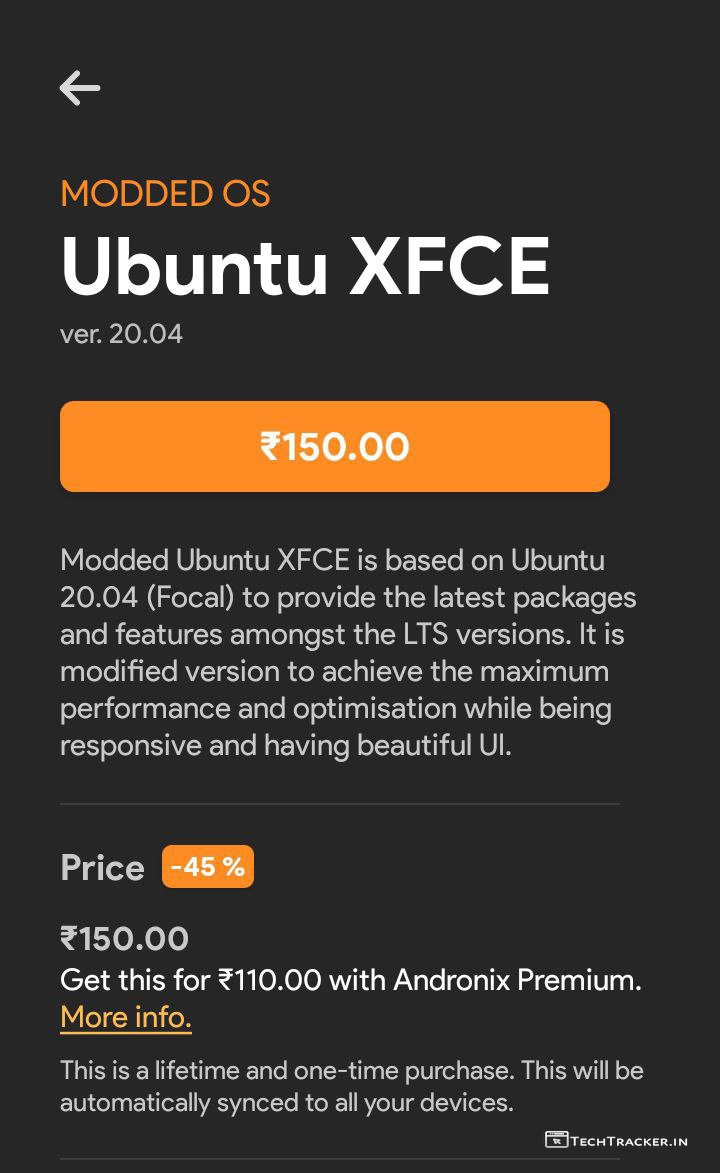 MODDED OS
Ubuntu XFCE
ver. 20.04
₹150.00
Modded Ubuntu XFCE is based on Ubuntu
20.04 (Focal) to provide the latest packages
and features amongst the LTS versions. It is
modified version to achieve the maximum
performance and optimisation while being
responsive and having beautiful UI.
Price -45 %
₹150.00
Get this for ₹110.00 with Andronix Premium.
More info.
This is a lifetime and one-time purchase. This will be
automatically synced to all your devices.
TECHTRACKER.IN